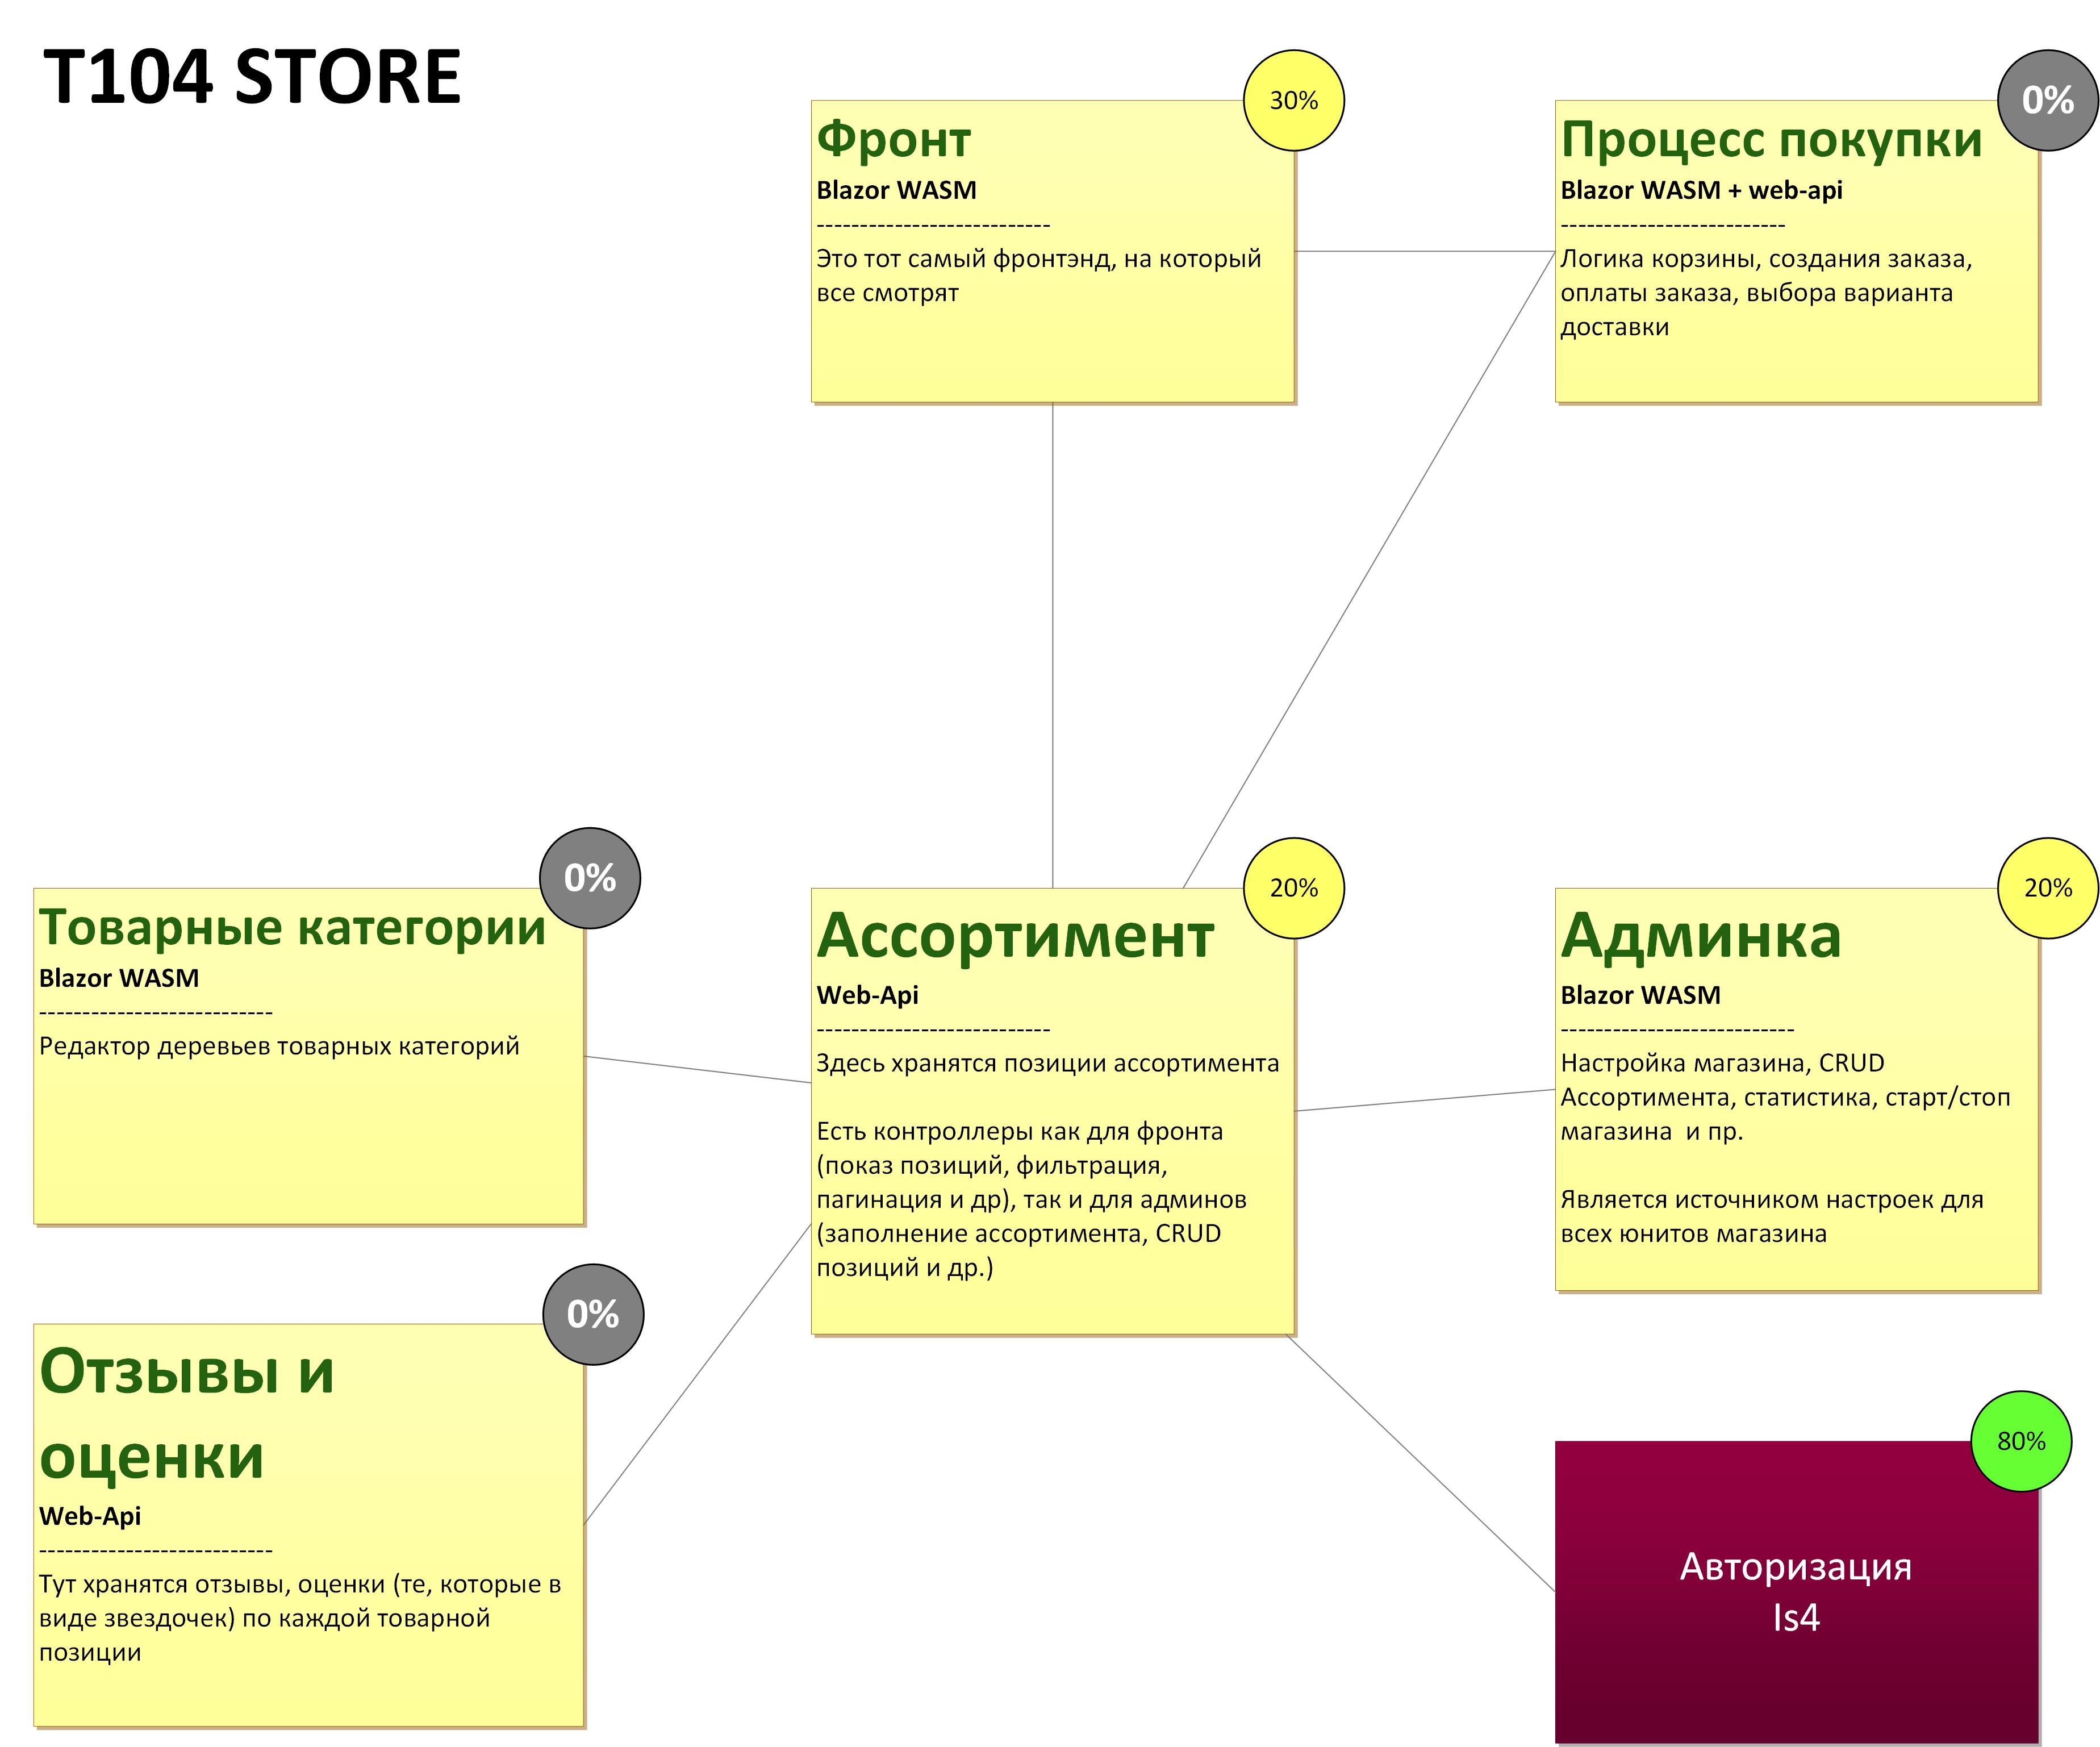 T104 STORE
30%
Фронт
Blazor WASM
---------------------------
Это тот самый фронтэнд, на который
все смотрят
0%
Процесс покупки
Blazor WASM + web-api
--------------------------
Логика корзины, создания заказа,
оплаты заказа, выбора варианта
доставки
0%
Товарные категории
Blazor WASM
---------------------------
Редактор деревьев товарных категорий
20%
Ассортимент
Web-Api
---------------------------
Здесь хранятся позиции ассортимента
Есть контроллеры как для фронта
(показ позиций, фильтрация,
пагинация и др), так и для админов
(заполнение ассортимента, CRUD
позиций и др.)
20%
Админка
Blazor WASM
---------------------------
Настройка магазина, CRUD
Ассортимента, статистика, старт/стоп
магазина  и пр.
Является источником настроек для
всех юнитов магазина
0%
Отзывы и
оценки
Web-Api
---------------------------
Тут хранятся отзывы, оценки (те, которые в
виде звездочек) по каждой товарной
позиции
80%
Авторизация
Is4